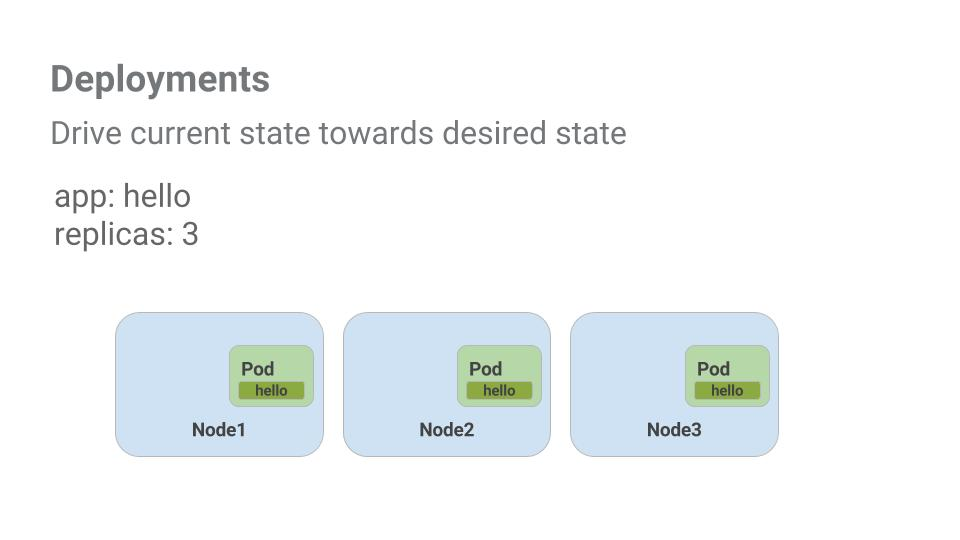 Deployments
Drive current state towards desired state
app: hello
replicas: 3
Pod
hello
Node1
Pod
hello
Node2
Pod
hello
Node3